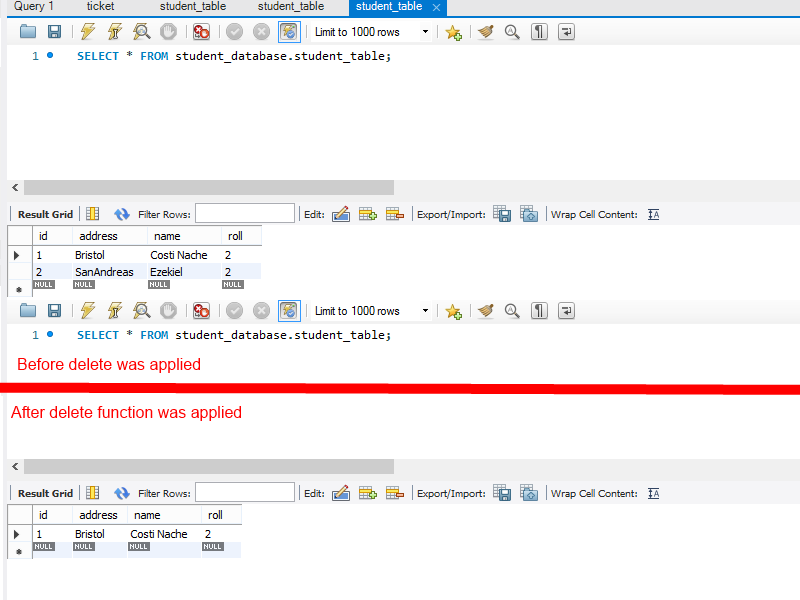 Query 1 ticket student_table student_table student_table
Limit to 1000 rows
1 SELECT * FROM student_database.student_table;
Result Grid Filter Rows: Edit: Export/Import: Wrap Cell Content: IA
id address name roll
1 Bristol Costi Nache 2
2 SanAndreas Ezekiel 2
NULL NULL NULL NULL
Limit to 1000 rows
1 SELECT * FROM student_database.student_table;
Before delete was applied
After delete function was applied
Result Grid Filter Rows: Edit: Export/Import: Wrap Cell Content: IA
id address name roll
1 Bristol Costi Nache 2
NULL NULL NULL NULL